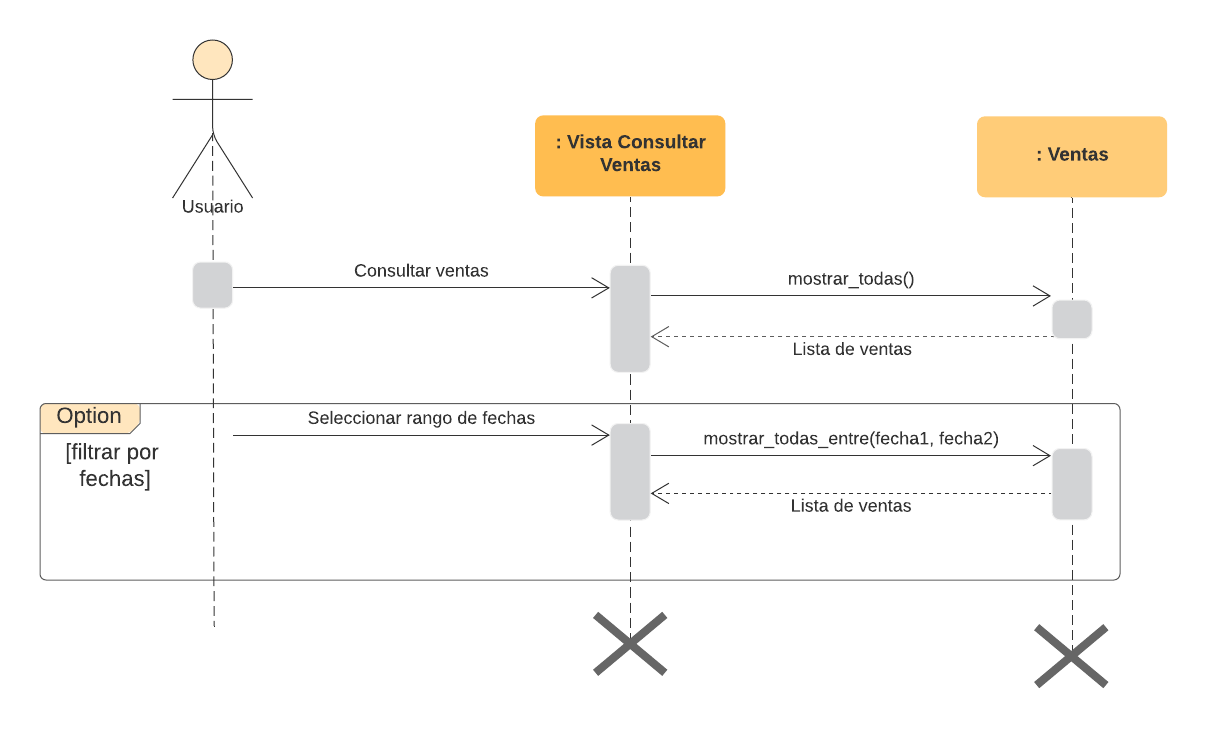 : Vista Consultar
Ventas
: Ventas
Usuario
Consultar ventas
mostrar_todas()
Lista de ventas
Option
[filtrar por
fechas]
Seleccionar rango de fechas
mostrar_todas_entre(fecha1, fecha2)
Lista de ventas